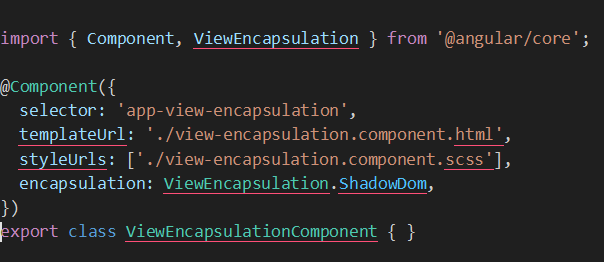 import { Component, ViewEncapsulation } from '@angular/core';
@Component({
  selector: 'app-view-encapsulation',
  templateUrl: './view-encapsulation.component.html',
  styleUrls: ['./view-encapsulation.component.scss'],
  encapsulation: ViewEncapsulation.ShadowDom,
})
export class ViewEncapsulationComponent { }